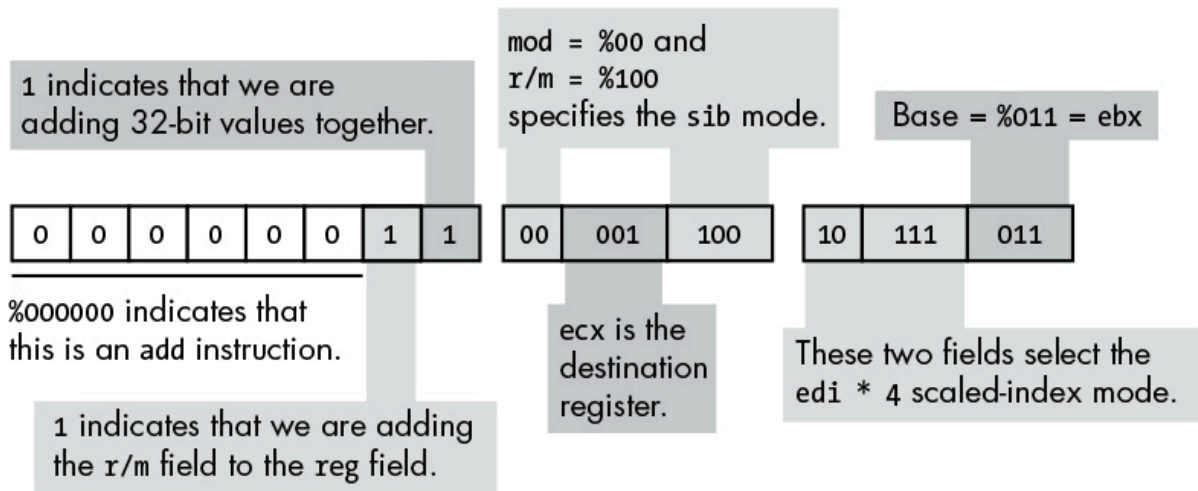 mod = %00 and
r/m = %100
specifies the sib mode.
1 indicates that we are
adding 32-bit values together.
Base = %011 = ebx
0 0 0 0 0 0 1 1 00 001 100 10 111 011
%000000 indicates that
this is an add instruction.
ecx is the
destination
register.
These two fields select the
edi * 4 scaled-index mode.
1 indicates that we are adding
the r/m field to the reg field.